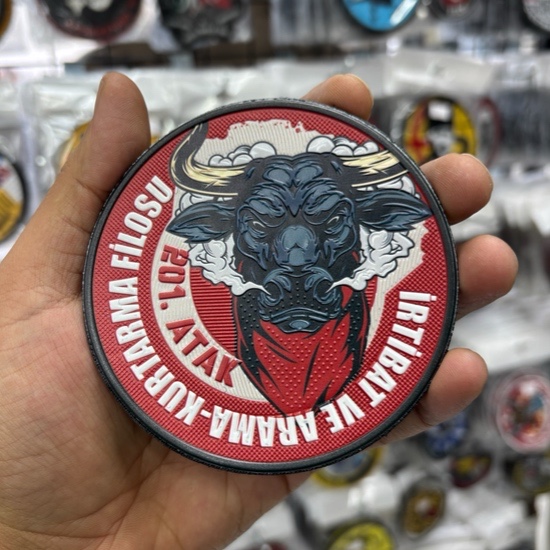 201. ATAK
İRTİBAT VE ARAMA-KURTARMA FİLOSU